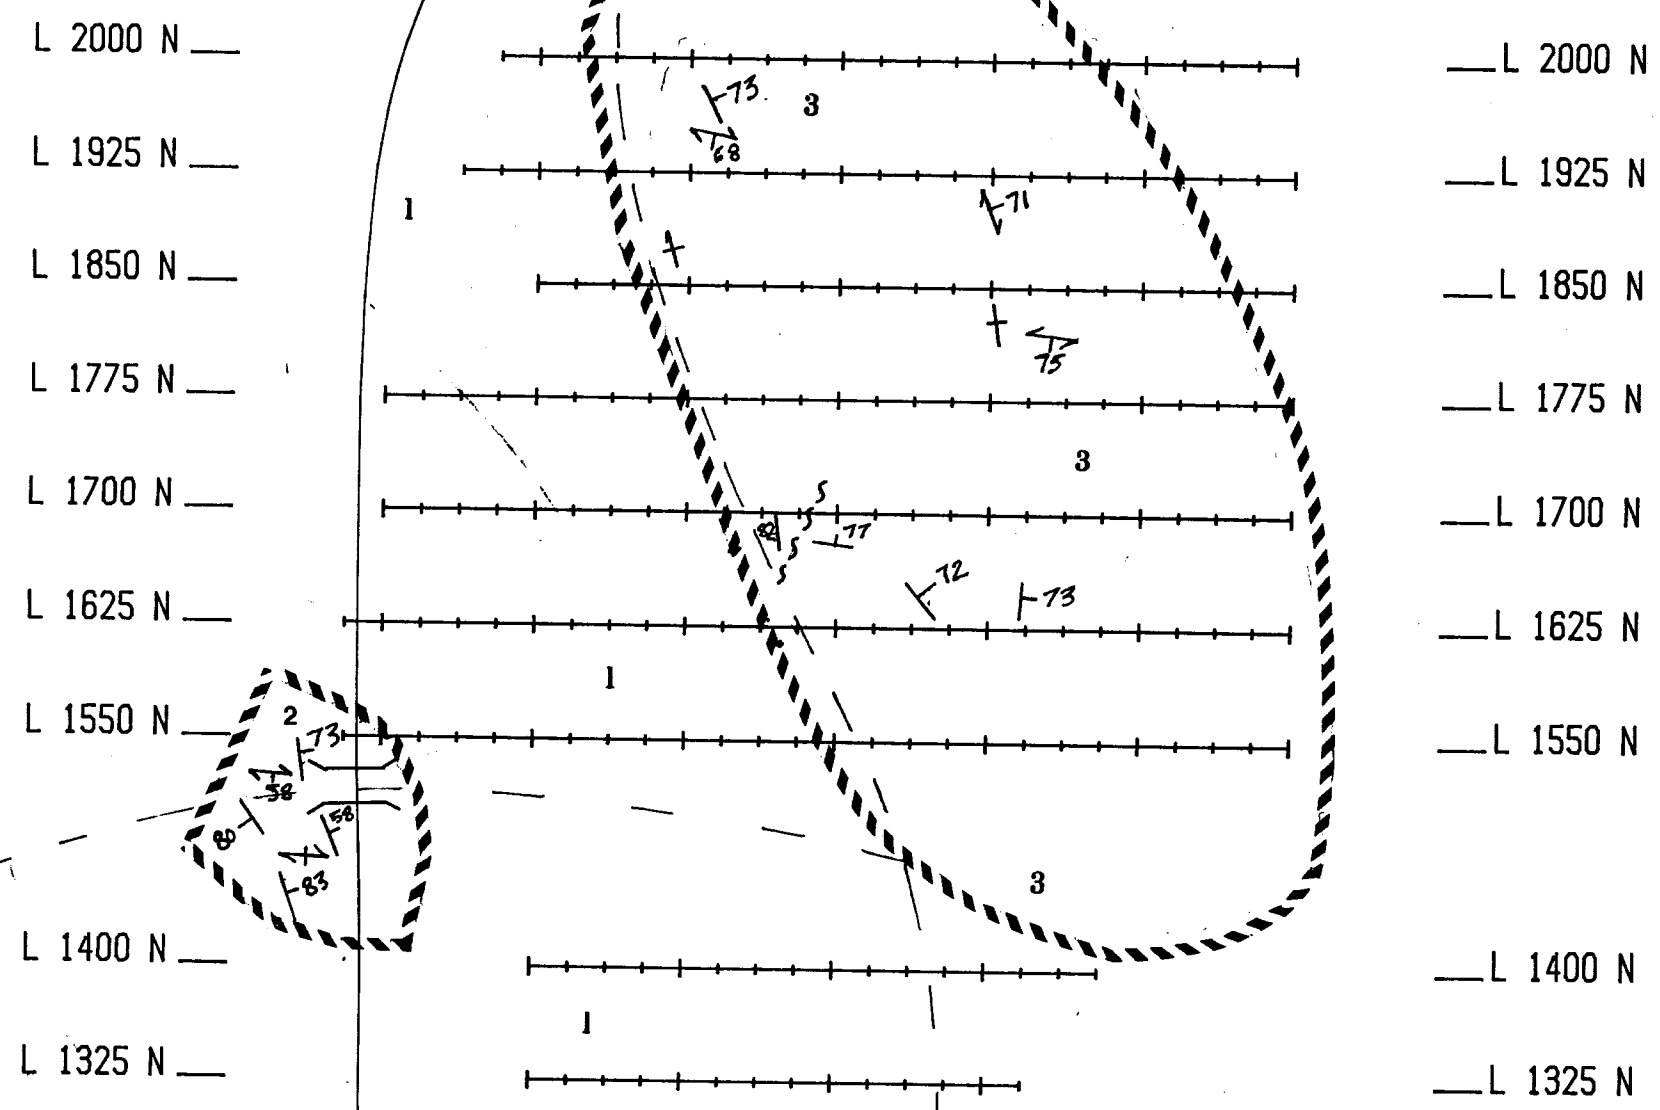 L 2000 N L 2000 N
73 3
68
L 1925 N L 1925 N
1 71
L 1850 N L 1850 N
75
L 1775 N L 1775 N
3
L 1700 N L 1700 N
82 77
72 73
L 1625 N L 1625 N
1
2
L 1550 N 73 L 1550 N
58
80 58
83 3
L 1400 N L 1400 N
1
L 1325 N L 1325 N